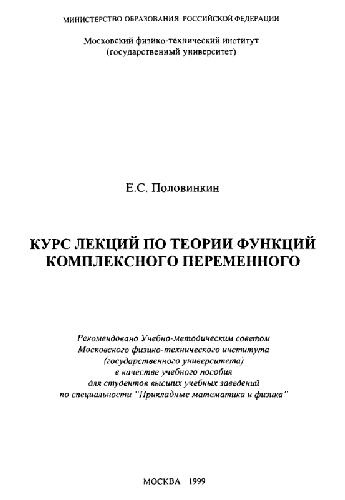 МИНИСТЕРСТВО ОБРАЗОВАНИЯ РОССИЙСКОЙ ФЕДЕРАЦИИ
Московский физико-технический институт
(государственный университет)
Е.С. Половинкин
КУРС ЛЕКЦИЙ ПО ТЕОРИИ ФУНКЦИЙ
КОМПЛЕКСНОГО ПЕРЕМЕННОГО
Рекомендовано Учебно-методическим советом
Московского физико-технического института
(государственного университета)
в качестве учебного пособия
для студентов высших учебных заведений
по специальности "Прикладные математика и физика"
МОСКВА 1999